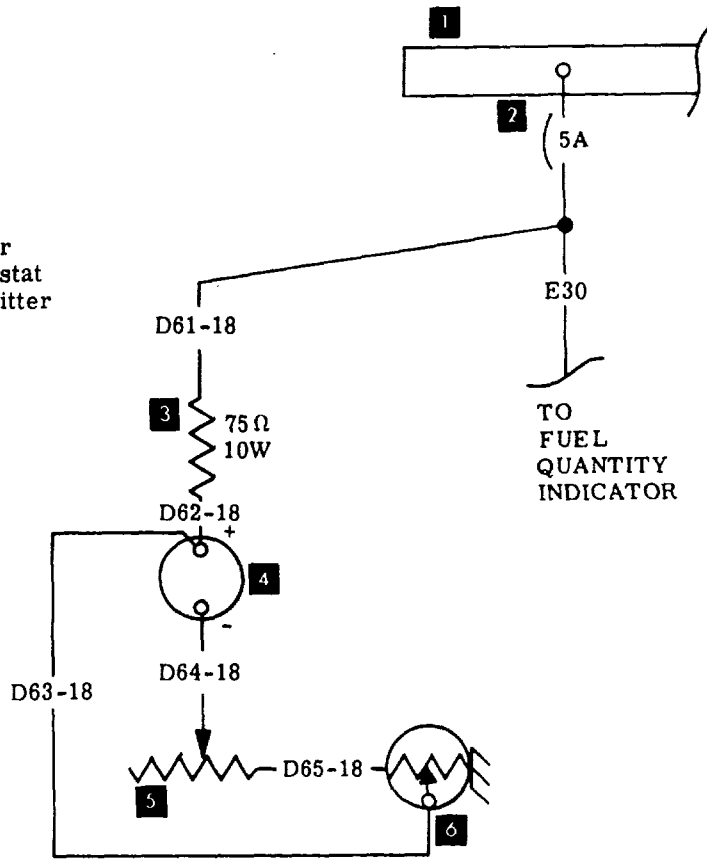 1
2
5A
r
stat
itter
E30
D61-18
3
75Ω
10W
TO
FUEL
QUANTITY
INDICATOR
D62-18
+
4
-
D64-18
D63-18
D65-18
5
6